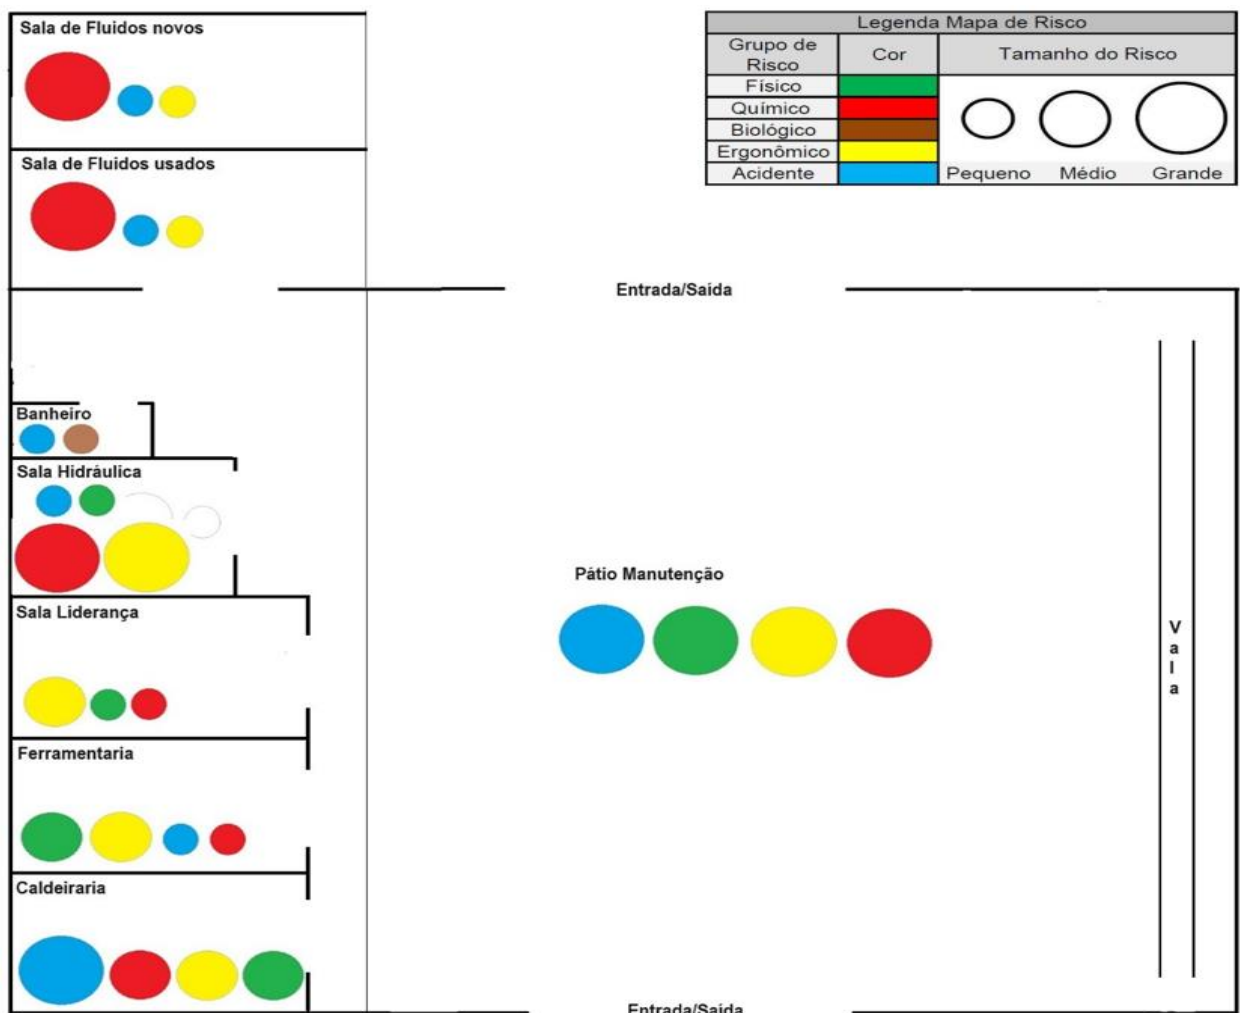 Sala de Fluidos novos
Legenda Mapa de Risco
Grupo de
Risco
Cor
Tamanho do Risco
Físico
Químico
Biológico
Ergonômico
Acidente
Pequeno Médio Grande
Sala de Fluidos usados
Entrada/Saída
Banheiro
Sala Hidráulica
Sala Liderança
Ferramentaria
Caldeiraria
Pátio Manutenção
V
a
l
a
Entrada/Saída